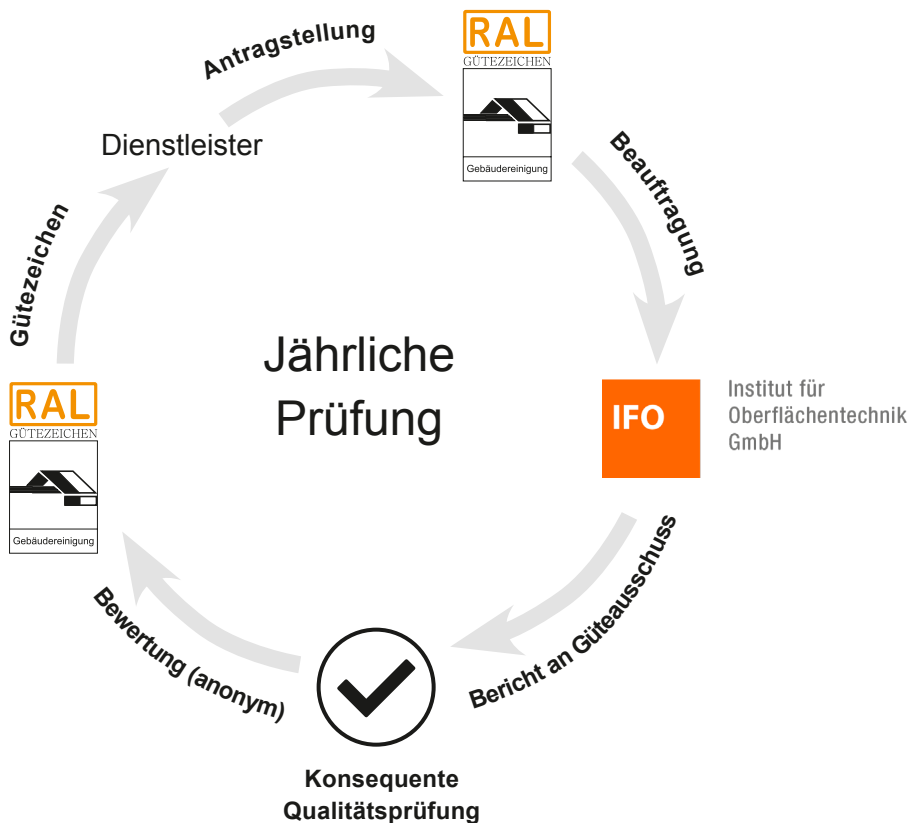 Antragstellung
RAL
GÜTEZEICHEN
Gebäudereinigung
Dienstleister
Beauftragung
Gütezeichen
Jährliche
Prüfung
IFO
Institut für
Oberflächentechnik
GmbH
RAL
GÜTEZEICHEN
Gebäudereinigung
Bericht an Güteausschuss
Bewertung (anonym)
Konsequente
Qualitätsprüfung